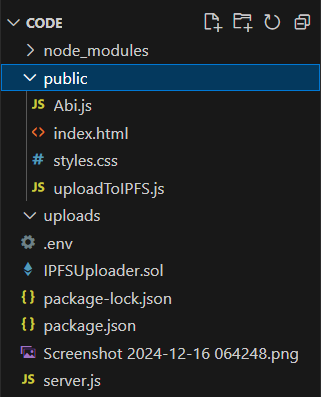 CODE
node_modules
public
JS Abi.js
<> index.html
# styles.css
JS uploadToIPFS.js
uploads
.env
IPFSUploader.sol
{} package-lock.json
{} package.json
Screenshot 2024-12-16 064248.png
JS server.js